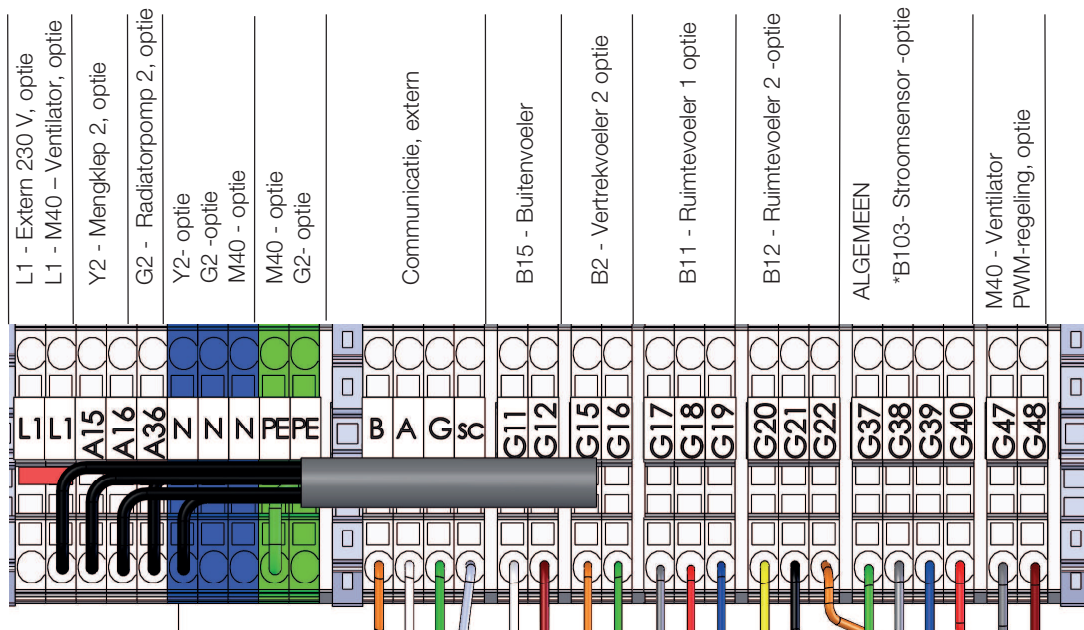 L1 - Extern 230 V, optie
L1 - M40 – Ventilator, optie
Y2 - Mengklep 2, optie
G2 - Radiatorpomp 2, optie
Y2- optie
G2 -optie
M40 - optie
M40 - optie
G2- optie
Communicatie, extern
B15 - Buitenvoeler
B2 - Vertrekvoeler 2 optie
B11 - Ruimtevoeler 1 optie
B12 - Ruimtevoeler 2 -optie
ALGEMEEN
*B103- Stroomsensor -optie
M40 - Ventilator
PWM-regeling, optie
L1 L1 A15 A16 A36 N N N PE PE B A G SC G11 G12 G15 G16 G17 G18 G19 G20 G21 G22 G37 G38 G39 G40 G47 G48